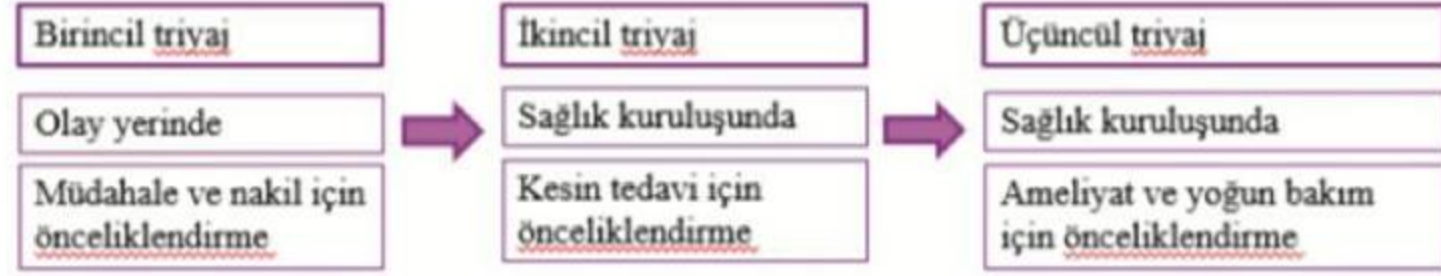 Birincil triyaj
Olay yerinde
Müdahale ve nakil için
önceliklendirme
İkincil triyaj
Sağlık kuruluşunda
Kesin tedavi için
önceliklendirme
Üçüncül triyaj
Sağlık kuruluşunda
Ameliyat ve yoğun bakım
için önceliklendirme